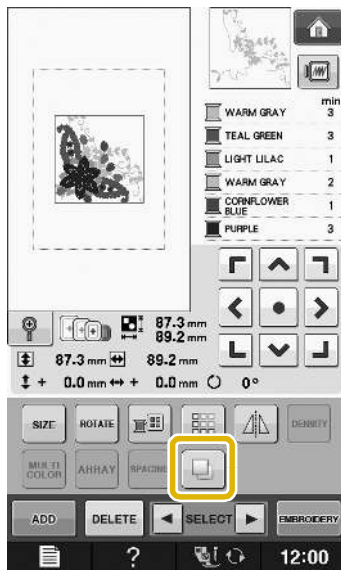 min
WARM GRAY 3
TEAL GREEN 3
LIGHT LILAC 1
WARM GRAY 2
CORNFLOWER
BLUE 1
PURPLE 3
87.3 mm
89.2 mm
87.3 mm 89.2 mm
+ 0.0 mm + 0.0 mm 0°
SIZE ROTATE DENSITY
MULTI
COLOR ARRAY SPACING
ADD DELETE SELECT EMBROIDERY
? 12:00